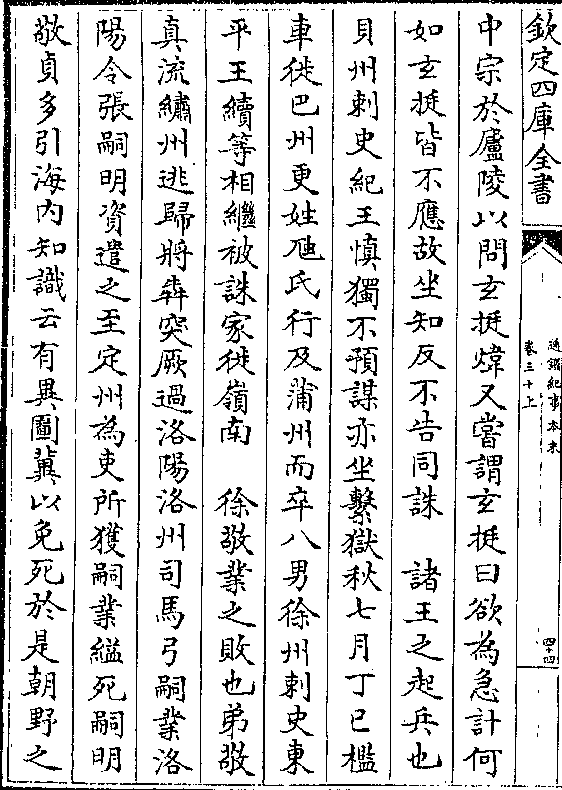 欽定四庫全書
通鑑紀事本末
卷三十上
四十四
中宗於廬陵以問玄挺煒又嘗謂玄挺曰欲為急計何
如玄挺皆不應故坐知反不告同誅　諸王之起兵也
貝州刺史紀王慎獨不預謀亦坐繫獄秋七月丁巳檻
車徙巴州更姓虺氏行及蒲州而卒八男徐州刺史東
平王續等相繼被誅家徙嶺南　徐敬業之敗也弟敬
真流繡州逃歸將犇突厥過洛陽洛州司馬弓嗣業洛
陽令張嗣明資遣之至定州為吏所獲嗣業縊死嗣明
敬貞多引海内知識云有異圖冀以免死於是朝野之